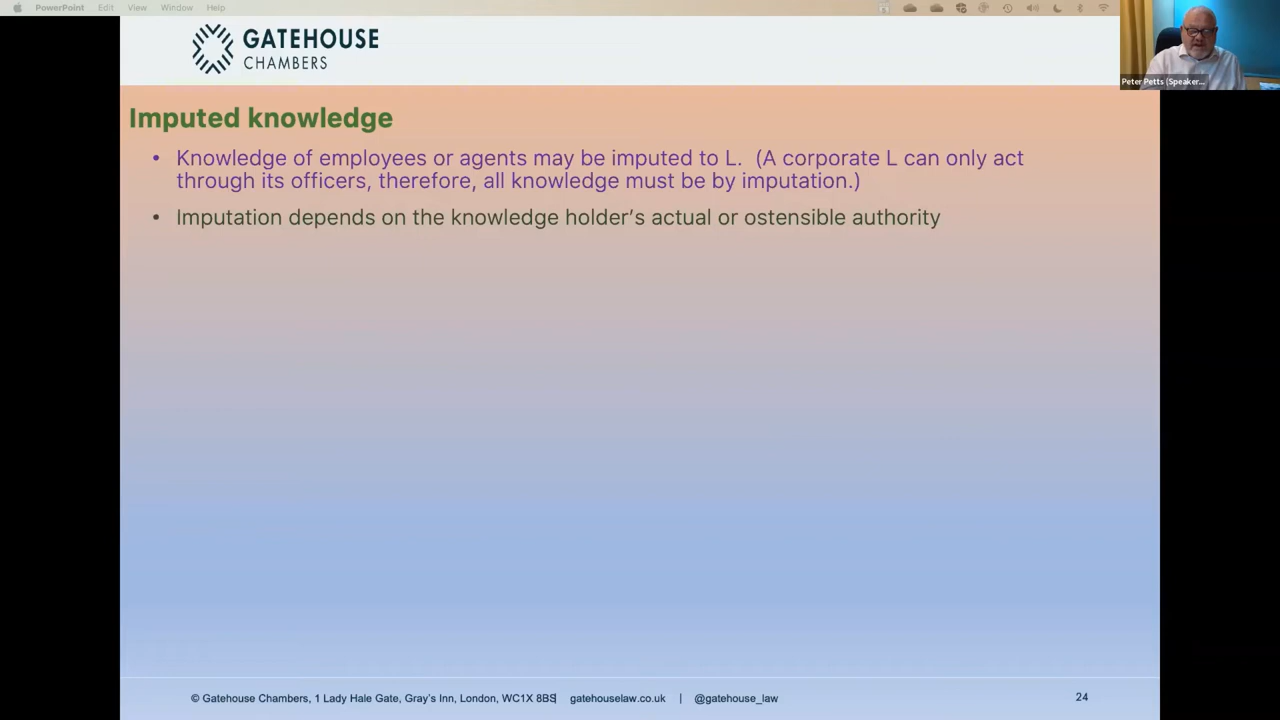 PowerPoint Edit View Window Help
GATEHOUSE
CHAMBERS
Peter Petts (Speaker...
Imputed knowledge
• Knowledge of employees or agents may be imputed to L. (A corporate L can only act
through its officers, therefore, all knowledge must be by imputation.)
• Imputation depends on the knowledge holder’s actual or ostensible authority
© Gatehouse Chambers, 1 Lady Hale Gate, Gray’s Inn, London, WC1X 8BS| gatehouselaw.co.uk | @gatehouse_law
24